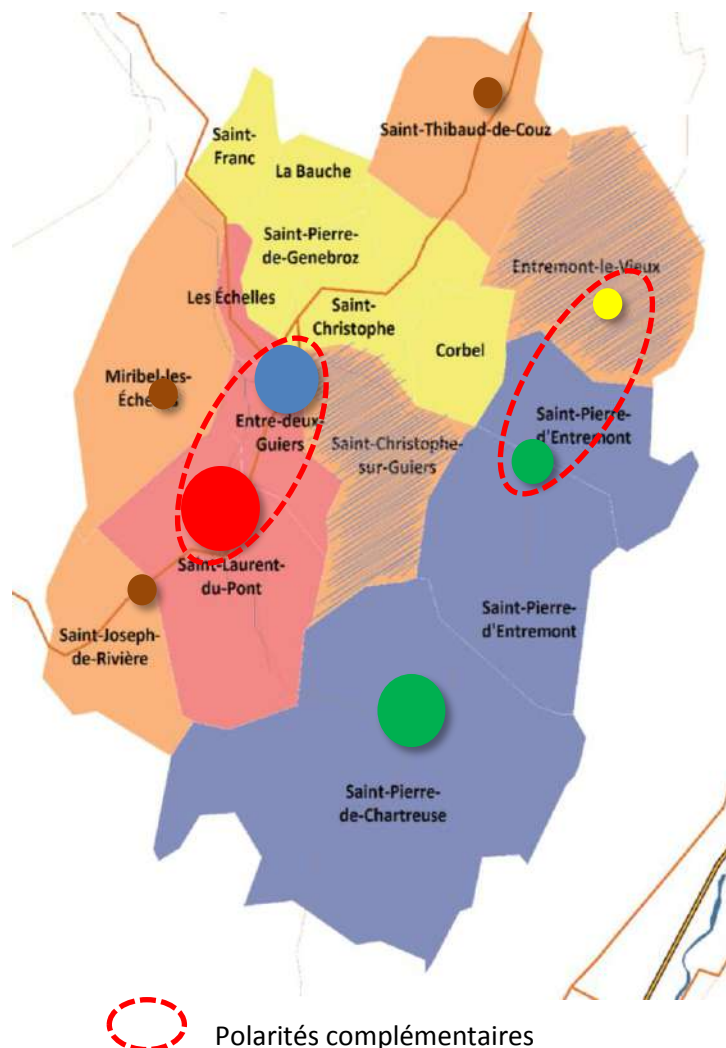 Saint-Thibaud-de-Couz
Saint-
Franc
La Bauche
Saint-Pierre-
de-Genebroz
Entremont-le-Vieux
Les Échelles
Saint-
Christophe
Corbel
Miribel-les-
Échelles
Entre-deux-
Guiers
Saint-Christophe-
sur-Guiers
Saint-Pierre-
d'Entremont
Saint-Laurent-
du-Pont
Saint-Pierre-
d'Entremont
Saint-Joseph-
de-Rivière
Saint-Pierre-
de-Chartreuse
Polarités complémentaires